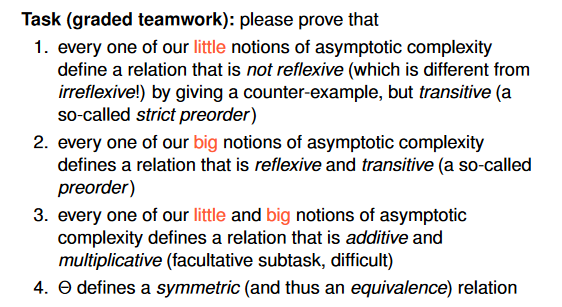 Task (graded teamwork): please prove that
1. every one of our little notions of asymptotic complexity
define a relation that is not reflexive (which is different from
irreflexive!) by giving a counter-example, but transitive (a
so-called strict preorder)
2. every one of our big notions of asymptotic complexity
defines a relation that is reflexive and transitive (a so-called
preorder)
3. every one of our little and big notions of asymptotic
complexity defines a relation that is additive and
multiplicative (facultative subtask, difficult)
4. Θ defines a symmetric (and thus an equivalence) relation